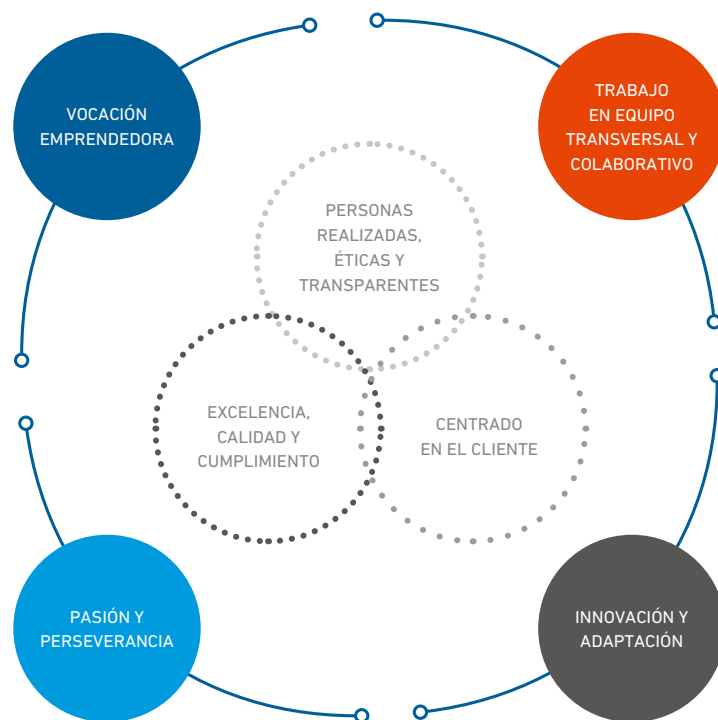 VOCACIÓN
EMPRENDEDORA
TRABAJO
EN EQUIPO
TRANSVERSAL Y
COLABORATIVO
PERSONAS
REALIZADAS,
ÉTICAS Y
TRANSPARENTES
EXCELENCIA,
CALIDAD Y
CUMPLIMIENTO
CENTRADO
EN EL CLIENTE
PASIÓN Y
PERSEVERANCIA
INNOVACIÓN Y
ADAPTACIÓN